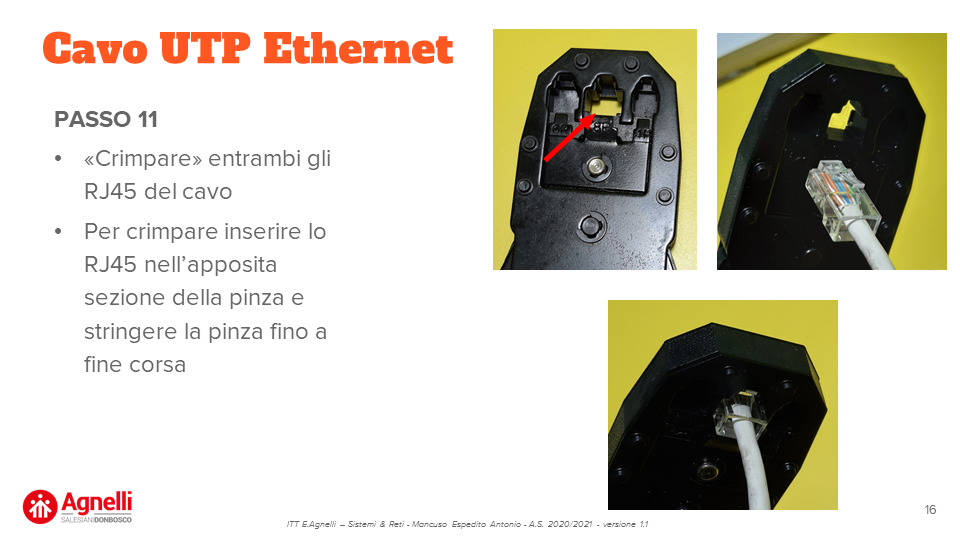 Cavo UTP Ethernet
PASSO 11
• «Crimpare» entrambi gli
RJ45 del cavo
• Per crimpare inserire lo
RJ45 nell’apposita
sezione della pinza e
stringere la pinza fino a
fine corsa
Agnelli
SALESIANIDONBOSCO
ITT E.Agnelli – Sistemi & Reti - Mancuso Espedito Antonio - A.S. 2020/2021 - versione 1.1
16